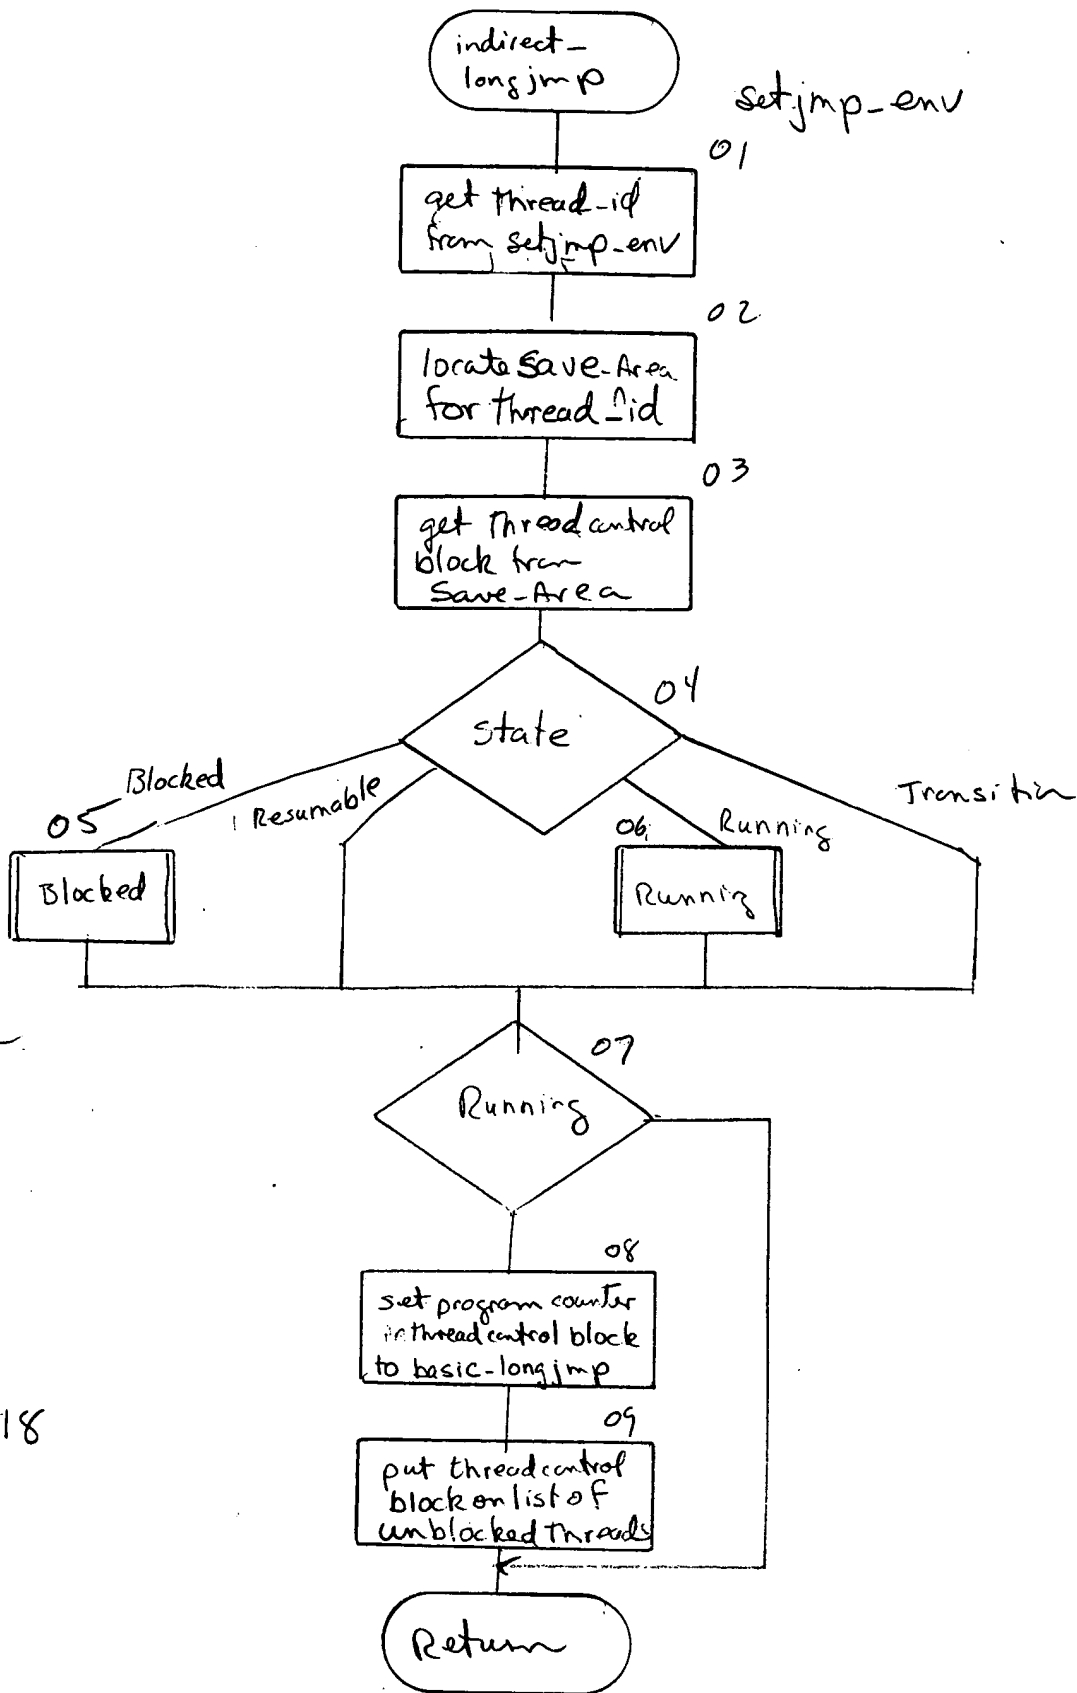 indirect_
longjmp
setjmp_env
01
get thread_id
from setjmp_env
02
locate Save_Area
for thread_id
03
get thread control
block from
Save_Area
04
state
Blocked
Resumable
Running
Transition
05
Blocked
06
Running
07
Running
08
set program counter
in thread control block
to basic_longjmp
18
09
put thread control
block on list of
unblocked threads
Return